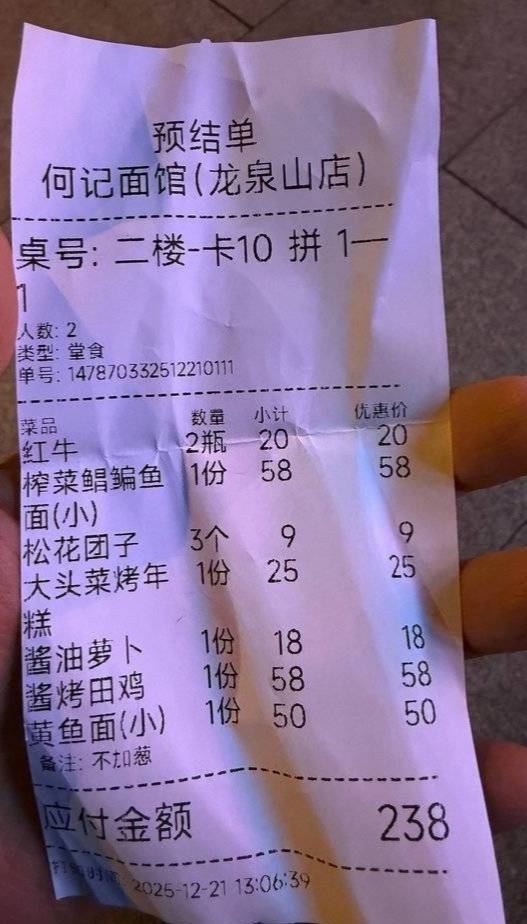 预结单
何记面馆(龙泉山店)
桌号: 二楼-卡10 拼 1—
1
人数: 2
类型: 堂食
单号: 147870332512210111
菜品 数量 小计 优惠价
红牛 2瓶 20 20
榨菜鲳鳊鱼 1份 58 58
面(小)
松花团子 3个 9 9
大头菜烤年 1份 25 25
糕
酱油萝卜 1份 18 18
酱烤田鸡 1份 58 58
黄鱼面(小) 1份 50 50
备注: 不加葱
应付金额 238
打印时间: 2025-12-21 13:06:39